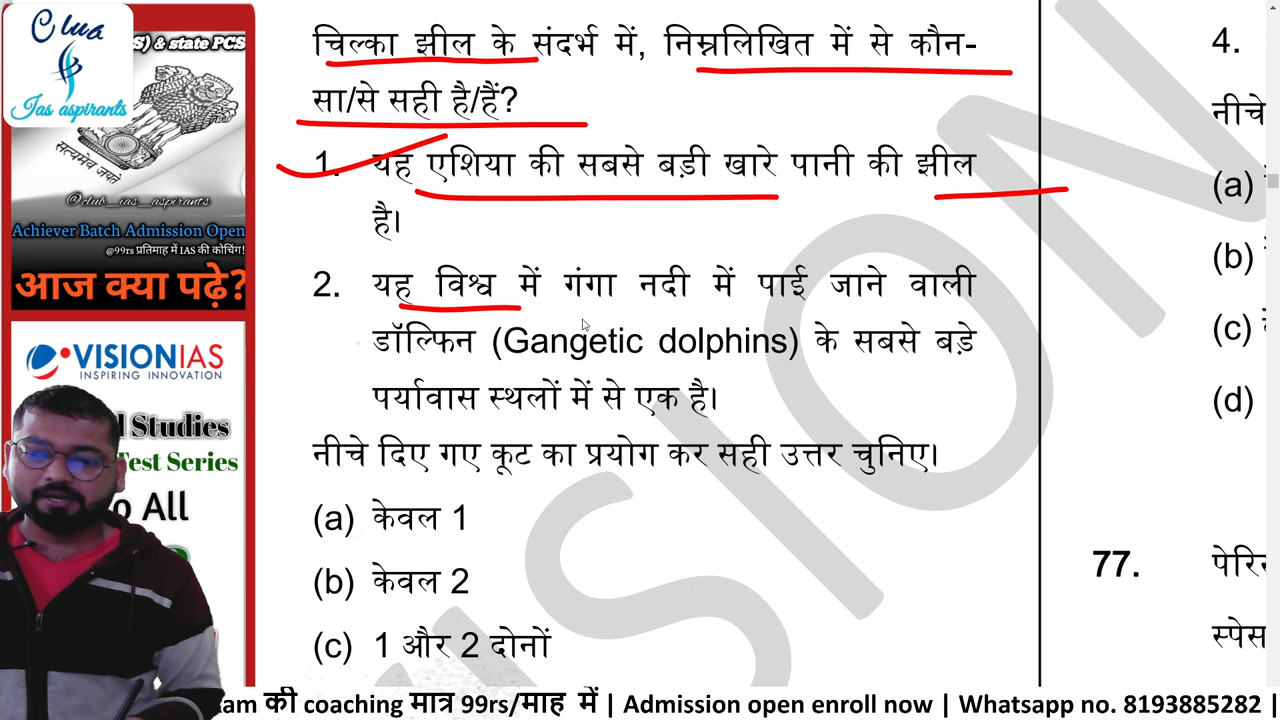 Club
Ias aspirants
S) & state PCS
सत्यमेव जयते
@club__ias_aspirants
Achiever Batch Admission Open
@99rs प्रतिमाह में IAS की कोचिंग!
आज क्या पढ़े?
VISIONIAS
INSPIRING INNOVATION
l Studies
Test Series
o All
चिल्का झील के संदर्भ में, निम्नलिखित में से कौन-
सा/से सही है/हैं?
1. यह एशिया की सबसे बड़ी खारे पानी की झील
है।
2. यह विश्व में गंगा नदी में पाई जाने वाली
डॉल्फिन (Gangetic dolphins) के सबसे बड़े
पर्यावास स्थलों में से एक है।
नीचे दिए गए कूट का प्रयोग कर सही उत्तर चुनिए।
(a) केवल 1
(b) केवल 2
(c) 1 और 2 दोनों
4.
नीचे
(a)
(b)
(c)
(d)
77.
VISION
xam की coaching मात्र 99rs/माह में | Admission open enroll now | Whatsapp no. 8193885282 |